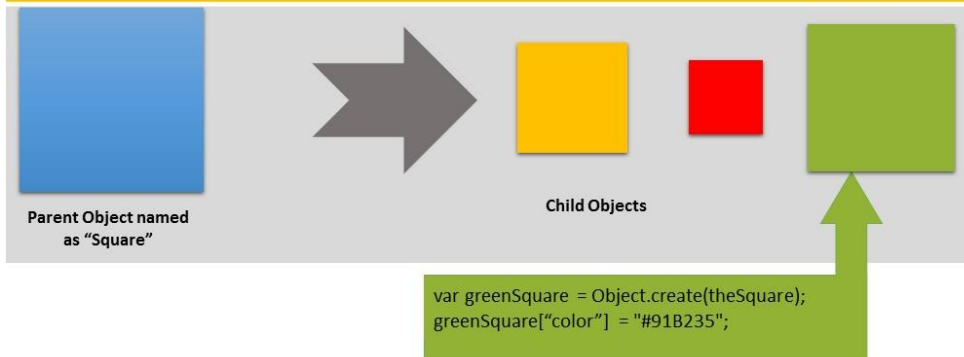 Parent Object named
as “Square”
Child Objects
var greenSquare = Object.create(theSquare);
greenSquare[“color”] = "#91B235";